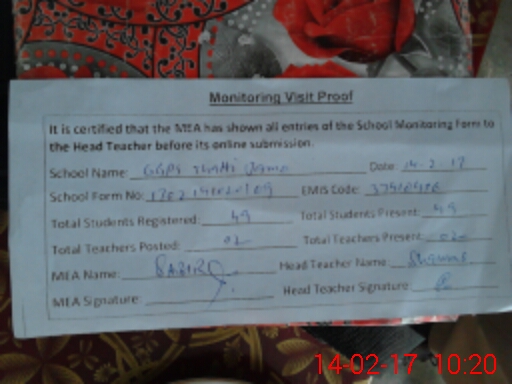 Monitoring Visit Proof
It is certified that the MEA has shown all entries of the School Monitoring Form to
the Head Teacher before its online submission.
School Name: GGPS Date: 14-2-17
School Form No: EMIS Code:
Total Students Registered: 49 Total Students Present: 49
Total Teachers Posted: 02 Total Teachers Present: 02
MEA Name: Head Teacher Name:
MEA Signature: Head Teacher Signature:
14-02-17 10:20